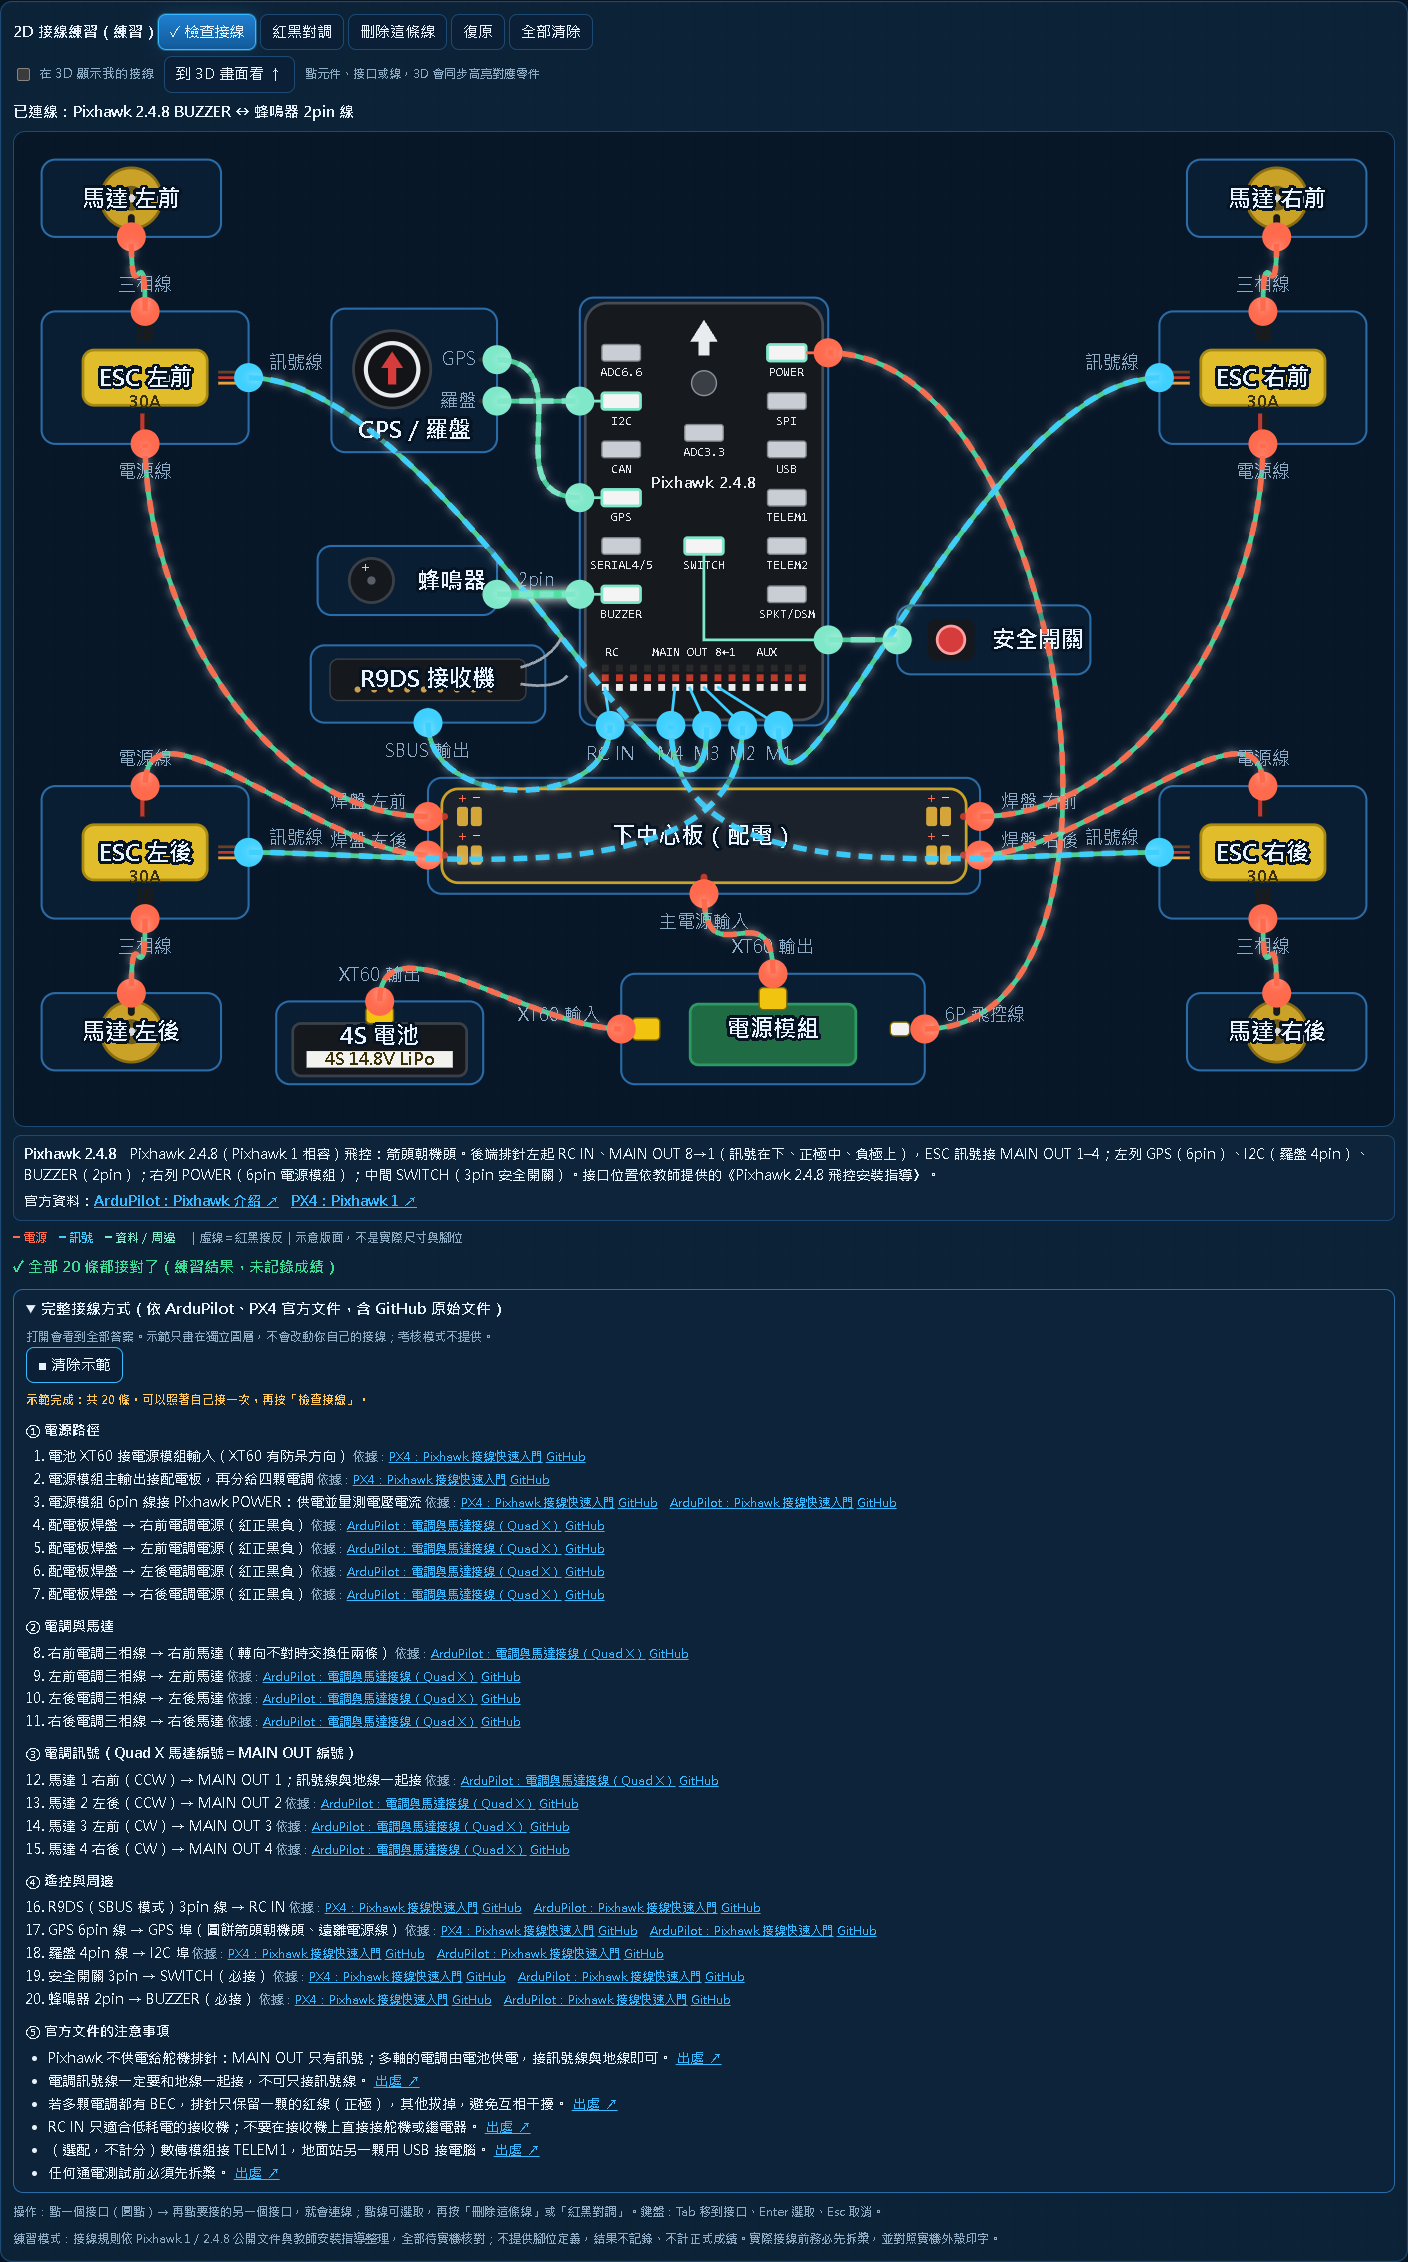 2D 接線練習（練習） ✓ 檢查接線 紅黑對調 刪除這條線 復原 全部清除
在 3D 顯示我的接線 到 3D 畫面看 ↑ 點元件、接口或線，3D 會同步高亮對應零件
已連線：Pixhawk 2.4.8 BUZZER ↔ 蜂鳴器 2pin 線
馬達 左前
馬達 右前
三相線
三相線
ESC 左前
30A
訊號線
電源線
GPS
羅盤
GPS / 羅盤
ADC6.6
POWER
I2C
SPI
ADC3.3
CAN
USB
Pixhawk 2.4.8
GPS
TELEM1
SERIAL4/5
SWITCH
TELEM2
BUZZER
SPKT/DSM
RC
MAIN OUT 8←1
AUX
訊號線
ESC 右前
30A
電源線
蜂鳴器
2pin
安全開關
R9DS 接收機
SBUS 輸出
RC IN
M4
M3
M2
M1
電源線
電源線
焊盤 左前
焊盤 右前
焊盤 左後
焊盤 右後
訊號線
訊號線
ESC 左後
30A
下中心板（配電）
ESC 右後
30A
主電源輸入
三相線
三相線
XT60 輸出
XT60 輸出
XT60 輸入
6P 飛控線
馬達 左後
4S 電池
4S 14.8V LiPo
電源模組
馬達 右後
Pixhawk 2.4.8 Pixhawk 2.4.8（Pixhawk 1 相容）飛控：箭頭朝機頭。後端排針左起 RC IN、MAIN OUT 8→1（訊號在下、正極中、負極上），ESC 訊號接 MAIN OUT 1–4；左列 GPS（6pin）、I2C（羅盤 4pin）、
BUZZER（2pin）；右列 POWER（6pin 電源模組）；中間 SWITCH（3pin 安全開關）。接口位置依教師提供的《Pixhawk 2.4.8 飛控安裝指導》。
官方資料：ArduPilot：Pixhawk 介紹 ↗ PX4：Pixhawk 1 ↗
電源 訊號 資料 / 周邊 | 虛線＝紅黑接反 | 示意版面，不是實際尺寸與腳位
✓ 全部 20 條都接對了（練習結果，未記錄成績）
▼ 完整接線方式（依 ArduPilot、PX4 官方文件，含 GitHub 原始文件）
打開會看到全部答案。示範只畫在獨立圖層，不會改動你自己的接線；考核模式不提供。
■ 清除示範
示範完成：共 20 條。可以照著自己接一次，再按「檢查接線」。
① 電源路徑
1. 電池 XT60 接電源模組輸入（XT60 有防呆方向） 依據: PX4：Pixhawk 接線快速入門 GitHub
2. 電源模組主輸出接配電板，再分給四顆電調 依據: PX4：Pixhawk 接線快速入門 GitHub
3. 電源模組 6pin 線接 Pixhawk POWER：供電並量測電壓電流 依據: PX4：Pixhawk 接線快速入門 GitHub ArduPilot：Pixhawk 接線快速入門 GitHub
4. 配電板焊盤 → 右前電調電源（紅正黑負） 依據: ArduPilot：電調與馬達接線（Quad X） GitHub
5. 配電板焊盤 → 左前電調電源（紅正黑負） 依據: ArduPilot：電調與馬達接線（Quad X） GitHub
6. 配電板焊盤 → 左後電調電源（紅正黑負） 依據: ArduPilot：電調與馬達接線（Quad X） GitHub
7. 配電板焊盤 → 右後電調電源（紅正黑負） 依據: ArduPilot：電調與馬達接線（Quad X） GitHub
② 電調與馬達
8. 右前電調三相線 → 右前馬達（轉向不對時交換任兩條） 依據: ArduPilot：電調與馬達接線（Quad X） GitHub
9. 左前電調三相線 → 左前馬達 依據: ArduPilot：電調與馬達接線（Quad X） GitHub
10. 左後電調三相線 → 左後馬達 依據: ArduPilot：電調與馬達接線（Quad X） GitHub
11. 右後電調三相線 → 右後馬達 依據: ArduPilot：電調與馬達接線（Quad X） GitHub
③ 電調訊號（Quad X 馬達編號＝MAIN OUT 編號）
12. 馬達 1 右前（CCW）→ MAIN OUT 1；訊號線與地線一起接 依據: ArduPilot：電調與馬達接線（Quad X） GitHub
13. 馬達 2 左後（CCW）→ MAIN OUT 2 依據: ArduPilot：電調與馬達接線（Quad X） GitHub
14. 馬達 3 左前（CW）→ MAIN OUT 3 依據: ArduPilot：電調與馬達接線（Quad X） GitHub
15. 馬達 4 右後（CW）→ MAIN OUT 4 依據: ArduPilot：電調與馬達接線（Quad X） GitHub
④ 遙控與周邊
16. R9DS（SBUS 模式）3pin 線 → RC IN 依據: PX4：Pixhawk 接線快速入門 GitHub ArduPilot：Pixhawk 接線快速入門 GitHub
17. GPS 6pin 線 → GPS 埠（圓餅箭頭朝機頭、遠離電源線） 依據: PX4：Pixhawk 接線快速入門 GitHub ArduPilot：Pixhawk 接線快速入門 GitHub
18. 羅盤 4pin 線 → I2C 埠 依據: PX4：Pixhawk 接線快速入門 GitHub ArduPilot：Pixhawk 接線快速入門 GitHub
19. 安全開關 3pin → SWITCH（必接） 依據: PX4：Pixhawk 接線快速入門 GitHub ArduPilot：Pixhawk 接線快速入門 GitHub
20. 蜂鳴器 2pin → BUZZER（必接） 依據: PX4：Pixhawk 接線快速入門 GitHub ArduPilot：Pixhawk 接線快速入門 GitHub
⑤ 官方文件的注意事項
• Pixhawk 不供電給舵機排針：MAIN OUT 只有訊號；多軸的電調由電池供電，接訊號線與地線即可。 出處 ↗
• 電調訊號線一定要和地線一起接，不可只接訊號線。 出處 ↗
• 若多顆電調都有 BEC，排針只保留一顆的紅線（正極），其他拔掉，避免互相干擾。 出處 ↗
• RC IN 只適合低耗電的接收機；不要在接收機上直接接舵機或繼電器。 出處 ↗
• （選配，不計分）數傳模組接 TELEM1，地面站另一顆用 USB 接電腦。 出處 ↗
• 任何通電測試前必須先拆槳。 出處 ↗
操作：點一個接口（圓點）→ 再點要接的另一個接口，就會連線；點線可選取，再按「刪除這條線」或「紅黑對調」。鍵盤：Tab 移到接口、Enter 選取、Esc 取消。
練習模式：接線規則依 Pixhawk 1 / 2.4.8 公開文件與教師安裝指導整理，全部待實機核對；不提供腳位定義，結果不記錄、不計正式成績。實際接線前務必先拆槳，並對照實機外殼印字。